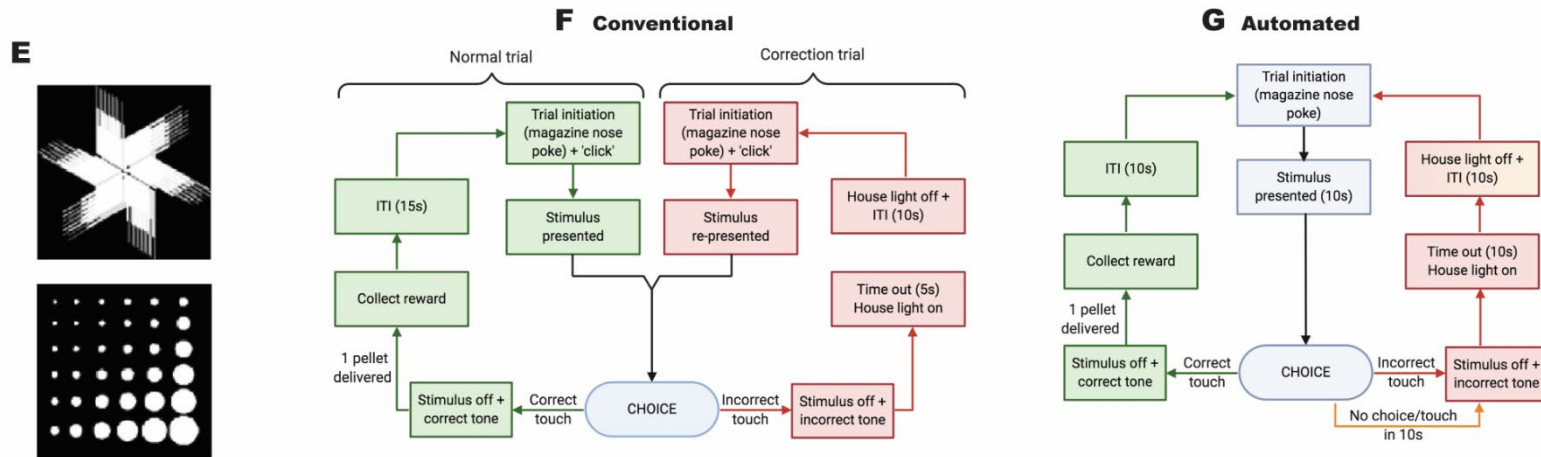 E
F Conventional
Normal trial
Correction trial
Trial initiation
(magazine nose
poke) + 'click'
Trial initiation
(magazine nose
poke) + 'click'
ITI (15s)
Stimulus
presented
Stimulus
re-presented
House light off +
ITI (10s)
Collect reward
Time out (5s)
House light on
1 pellet
delivered
Stimulus off +
correct tone
Correct
touch
CHOICE
Incorrect
touch
Stimulus off +
incorrect tone
G Automated
Trial initiation
(magazine nose
poke)
ITI (10s)
Stimulus
presented (10s)
House light off +
ITI (10s)
Collect reward
Time out (10s)
House light on
1 pellet
delivered
Stimulus off +
correct tone
Correct
touch
CHOICE
Incorrect
touch
Stimulus off +
incorrect tone
No choice/touch
in 10s